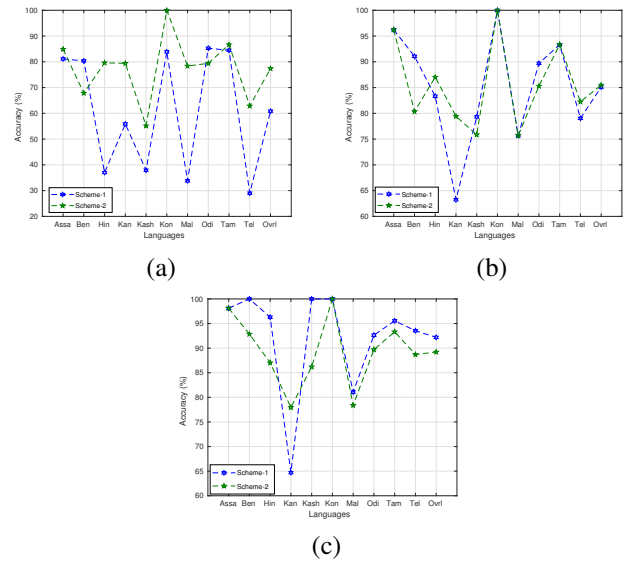 100
90
80
70
60
50
40
30
20
Accuracy (%)
Scheme-1
Scheme-2
Assa Ben Hin Kan Kash Kon Mal Odi Tam Tel Ovrl
Languages
(a)
100
95
90
85
80
75
70
65
60
Accuracy (%)
Scheme-1
Scheme-2
Assa Ben Hin Kan Kash Kon Mal Odi Tam Tel Ovrl
Languages
(b)
100
95
90
85
80
75
70
65
60
Accuracy (%)
Scheme-1
Scheme-2
Assa Ben Hin Kan Kash Kon Mal Odi Tam Tel Ovrl
Languages
(c)